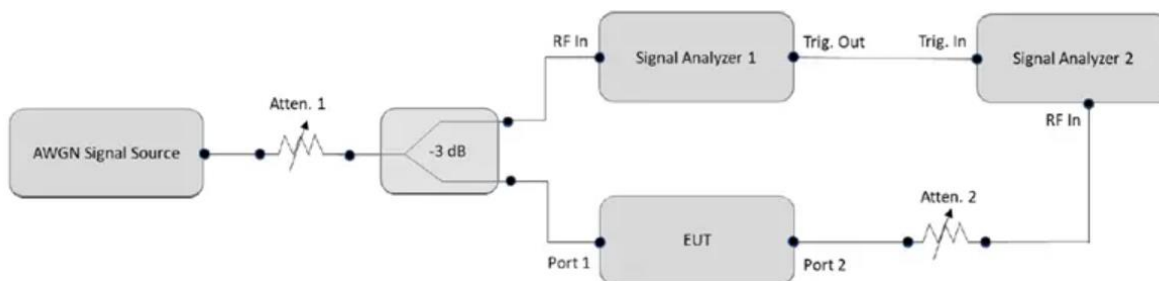 RF In
Signal Analyzer 1
Trig. Out
Trig. In
Signal Analyzer 2
RF In
Atten. 1
AWGN Signal Source
-3 dB
Atten. 2
EUT
Port 1
Port 2